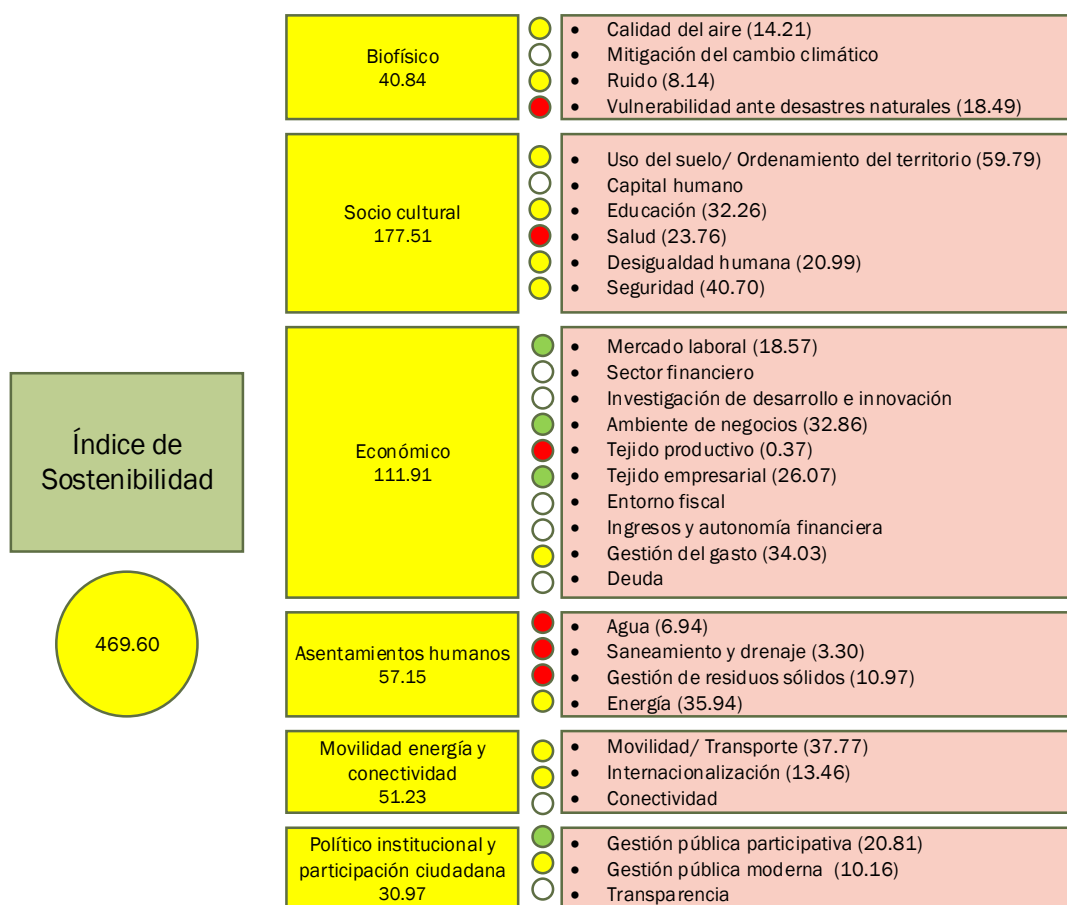 Índice de
Sostenibilidad
469.60
Biofísico
40.84
• Calidad del aire (14.21)
• Mitigación del cambio climático
• Ruido (8.14)
• Vulnerabilidad ante desastres naturales (18.49)
Socio cultural
177.51
• Uso del suelo/ Ordenamiento del territorio (59.79)
• Capital humano
• Educación (32.26)
• Salud (23.76)
• Desigualdad humana (20.99)
• Seguridad (40.70)
Económico
111.91
• Mercado laboral (18.57)
• Sector financiero
• Investigación de desarrollo e innovación
• Ambiente de negocios (32.86)
• Tejido productivo (0.37)
• Tejido empresarial (26.07)
• Entorno fiscal
• Ingresos y autonomía financiera
• Gestión del gasto (34.03)
• Deuda
Asentamientos humanos
57.15
• Agua (6.94)
• Saneamiento y drenaje (3.30)
• Gestión de residuos sólidos (10.97)
• Energía (35.94)
Movilidad energía y
conectividad
51.23
• Movilidad/ Transporte (37.77)
• Internacionalización (13.46)
• Conectividad
Político institucional y
participación ciudadana
30.97
• Gestión pública participativa (20.81)
• Gestión pública moderna (10.16)
• Transparencia